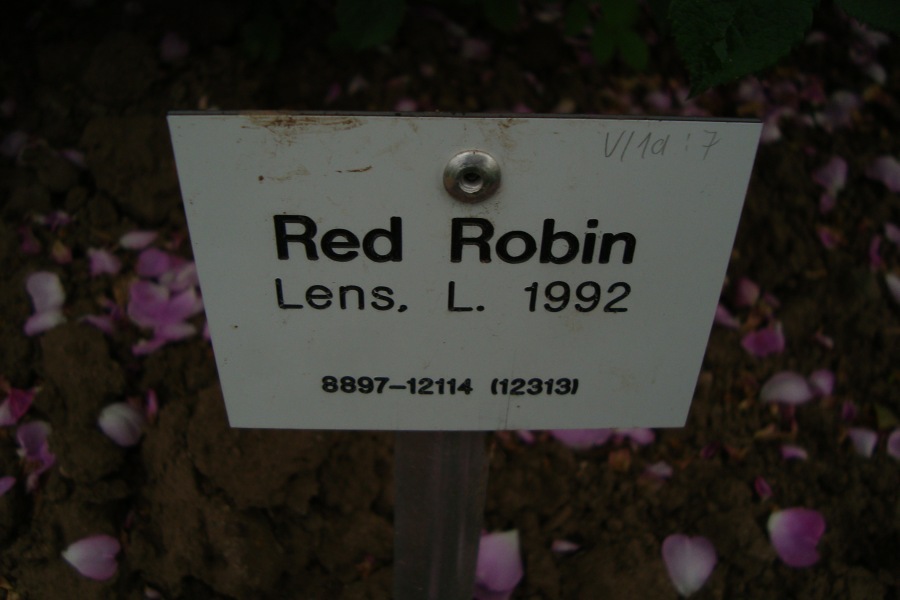 V/1a:7
Red Robin
Lens, L. 1992
8897-12114 (12313)